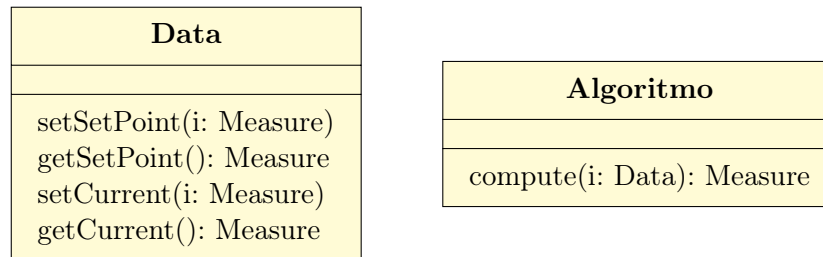 Data
setSetPoint(i: Measure)
getSetPoint(): Measure
setCurrent(i: Measure)
getCurrent(): Measure
Algoritmo
compute(i: Data): Measure